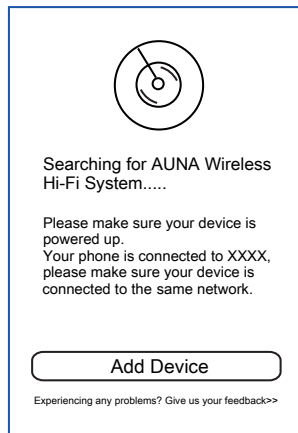 Searching for AUNA Wireless
Hi-Fi System.....
Please make sure your device is
powered up.
Your phone is connected to XXXX,
please make sure your device is
connected to the same network.
Add Device
Experiencing any problems? Give us your feedback>>